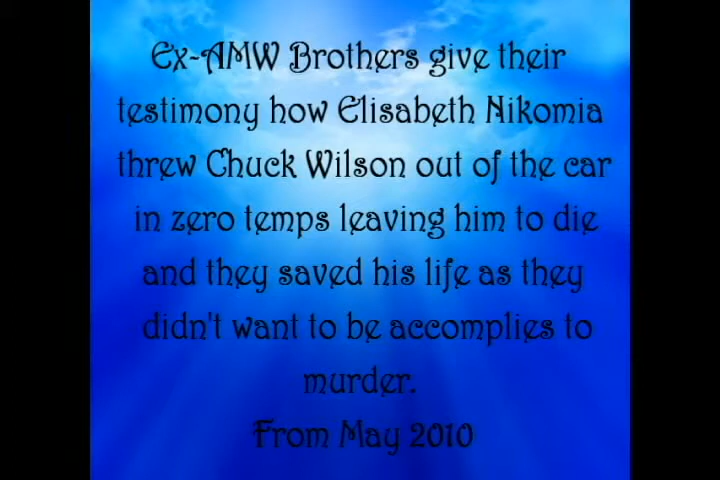 Ex-AMW Brothers give their
testimony how Elisabeth Nikomia
threw Chuck Wilson out of the car
in zero temps leaving him to die
and they saved his life as they
didn't want to be accomplies to
murder.
From May 2010